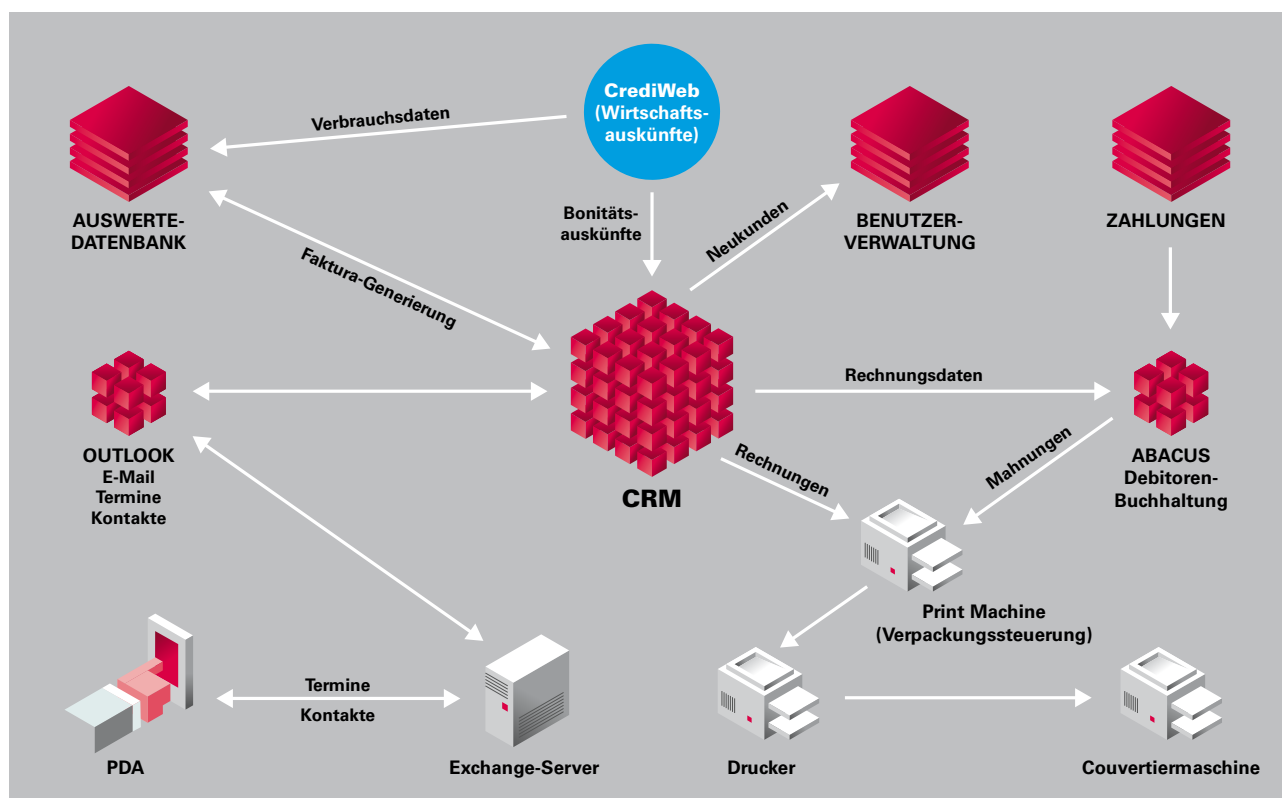 CrediWeb
(Wirtschafts-
auskünfte)
Verbrauchsdaten
AUSWERTE-
DATENBANK
Bonitäts-
auskünfte
Neukunden
BENUTZER-
VERWALTUNG
ZAHLUNGEN
Faktura-Generierung
Rechnungsdaten
OUTLOOK
E-Mail
Termine
Kontakte
CRM
Rechnungen
Mahnungen
ABACUS
Debitoren-
Buchhaltung
Print Machine
(Verpackungssteuerung)
Termine
Kontakte
PDA
Exchange-Server
Drucker
Couvertiermaschine